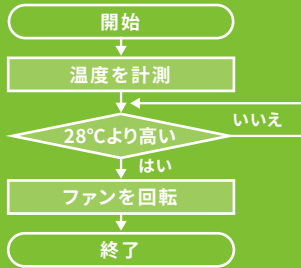 開始
温度を計測
28℃より高い
いいえ
はい
ファンを回転
終了